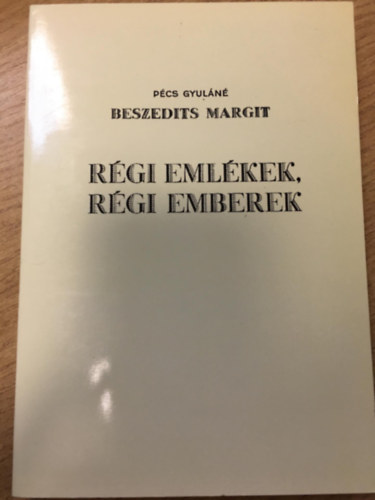 PÉCS GYULÁNÉ
BESZEDITS MARGIT
RÉGI EMLÉKEK,
RÉGI EMBEREK